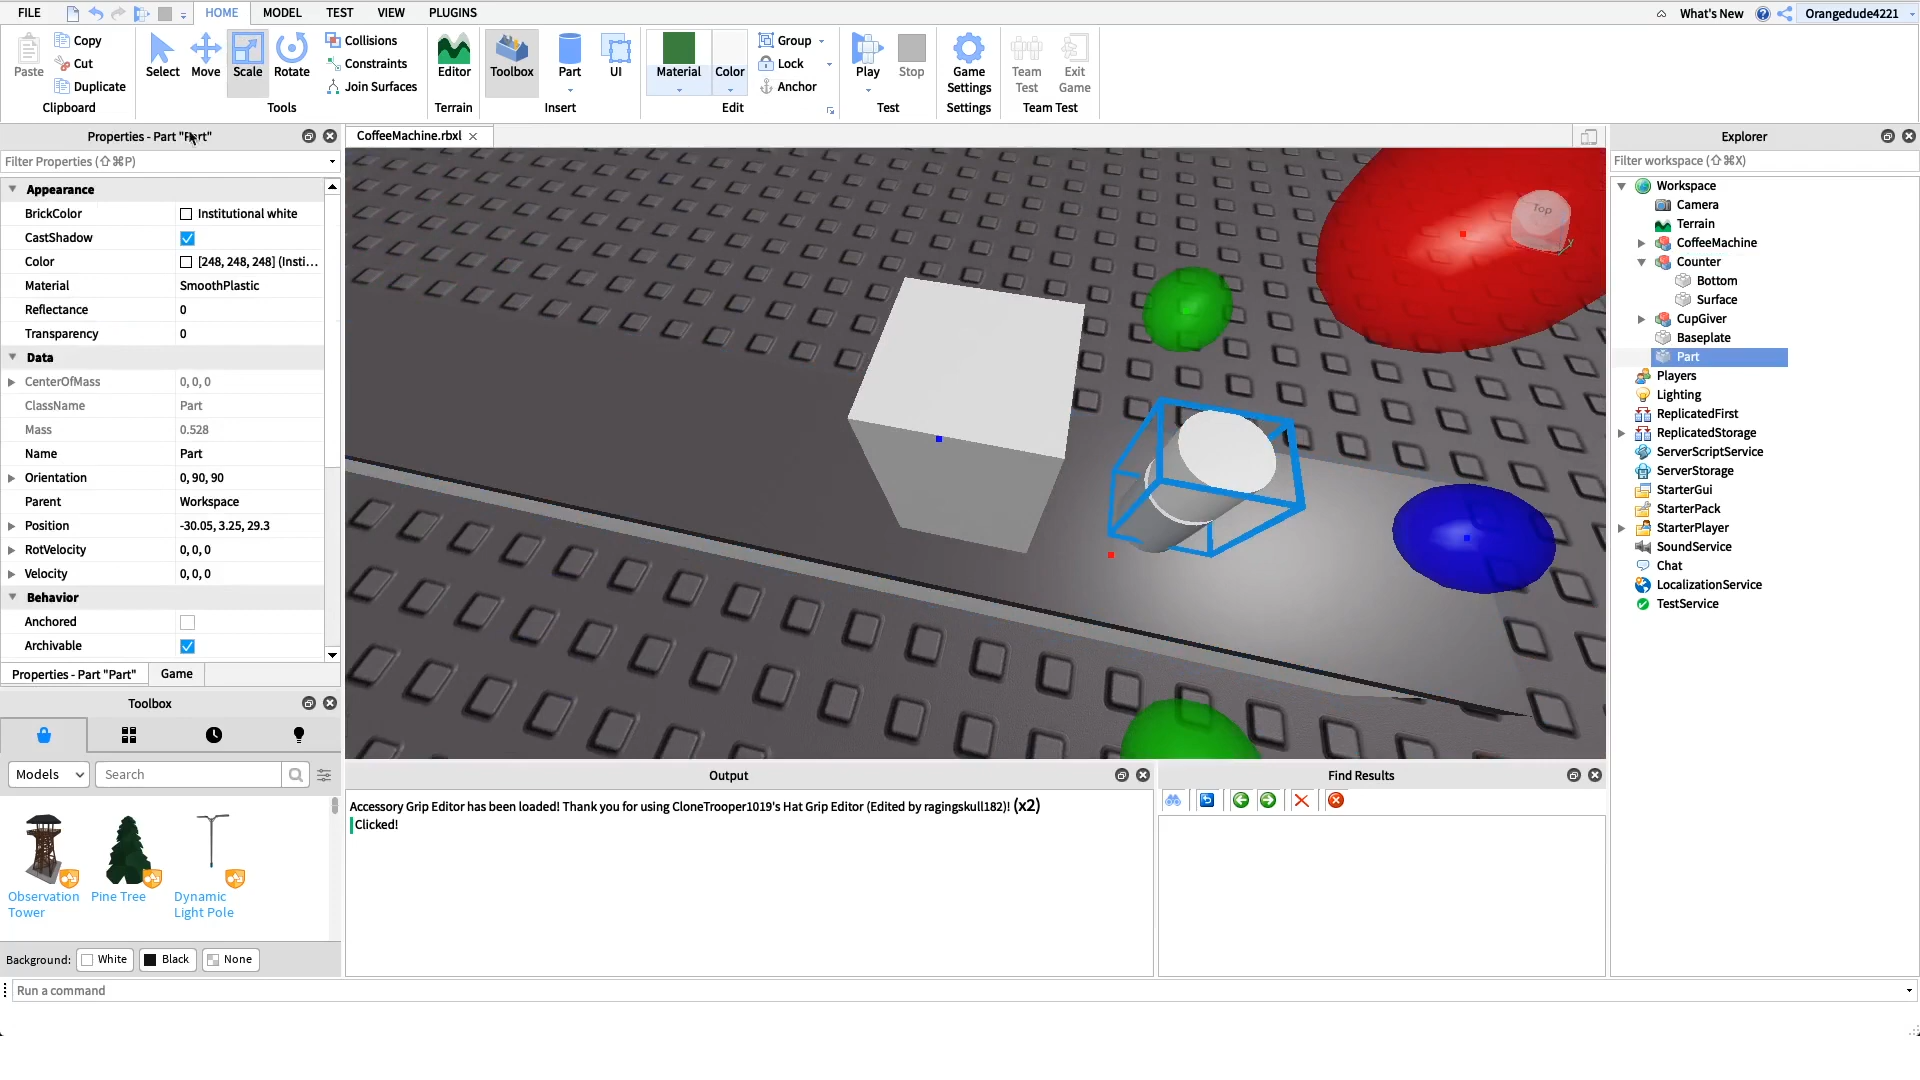 FILE HOME MODEL TEST VIEW PLUGINS What's New Orangedude4221
Paste
Copy
Cut
Duplicate
Clipboard
Select Move Scale Rotate
Collisions
Constraints
Join Surfaces
Tools
Editor
Terrain
Toolbox Part UI
Insert
Material Color
Group
Lock
Anchor
Edit
Play Stop
Test
Game
Settings
Settings
Team
Test
Exit
Game
Team Test
Properties - Part "Part"
Filter Properties (⇧⌘P)
Appearance
BrickColor Institutional white
CastShadow
Color [248, 248, 248] (Insti...
Material SmoothPlastic
Reflectance 0
Transparency 0
Data
CenterOfMass 0, 0, 0
ClassName Part
Mass 0.528
Name Part
Orientation 0, 90, 90
Parent Workspace
Position -30.05, 3.25, 29.3
RotVelocity 0, 0, 0
Velocity 0, 0, 0
Behavior
Anchored
Archivable
Properties - Part "Part" Game
Toolbox
Models Search
Observation
Tower
Pine Tree
Dynamic
Light Pole
Background: White Black None
Run a command
CoffeeMachine.rbxl
Top
Y
Output
Accessory Grip Editor has been loaded! Thank you for using CloneTrooper1019's Hat Grip Editor (Edited by ragingskull182)! (x2)
Clicked!
Find Results
Explorer
Filter workspace (⇧⌘X)
Workspace
Camera
Terrain
CoffeeMachine
Counter
Bottom
Surface
CupGiver
Baseplate
Part
Players
Lighting
ReplicatedFirst
ReplicatedStorage
ServerScriptService
ServerStorage
StarterGui
StarterPack
StarterPlayer
SoundService
Chat
LocalizationService
TestService